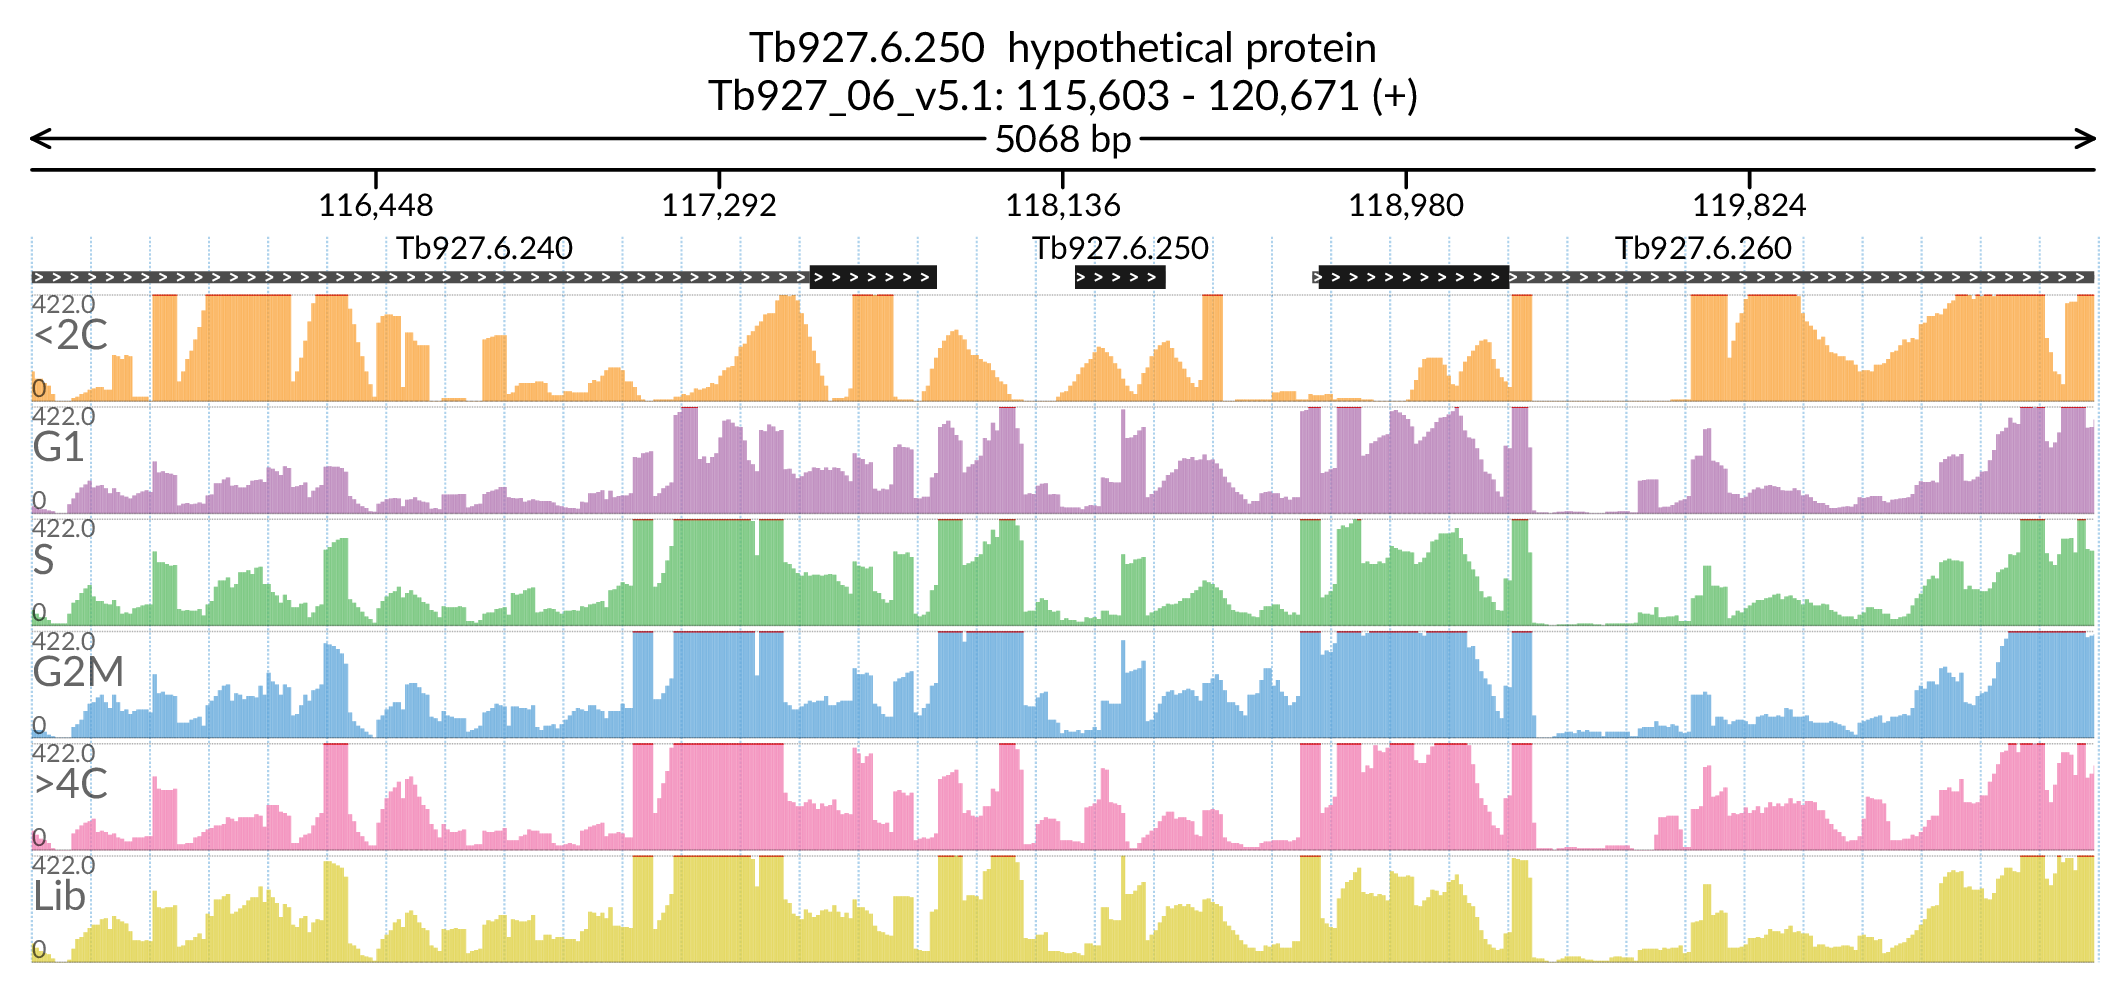 Tb927.6.250  hypothetical protein
Tb927_06_v5.1: 115,603 - 120,671 (+)
5068 bp
116,448 117,292 118,136 118,980 119,824
Tb927.6.240 Tb927.6.250 Tb927.6.260
422.0
<2C
0
422.0
G1
0
422.0
S
0
422.0
G2M
0
422.0
>4C
0
422.0
Lib
0